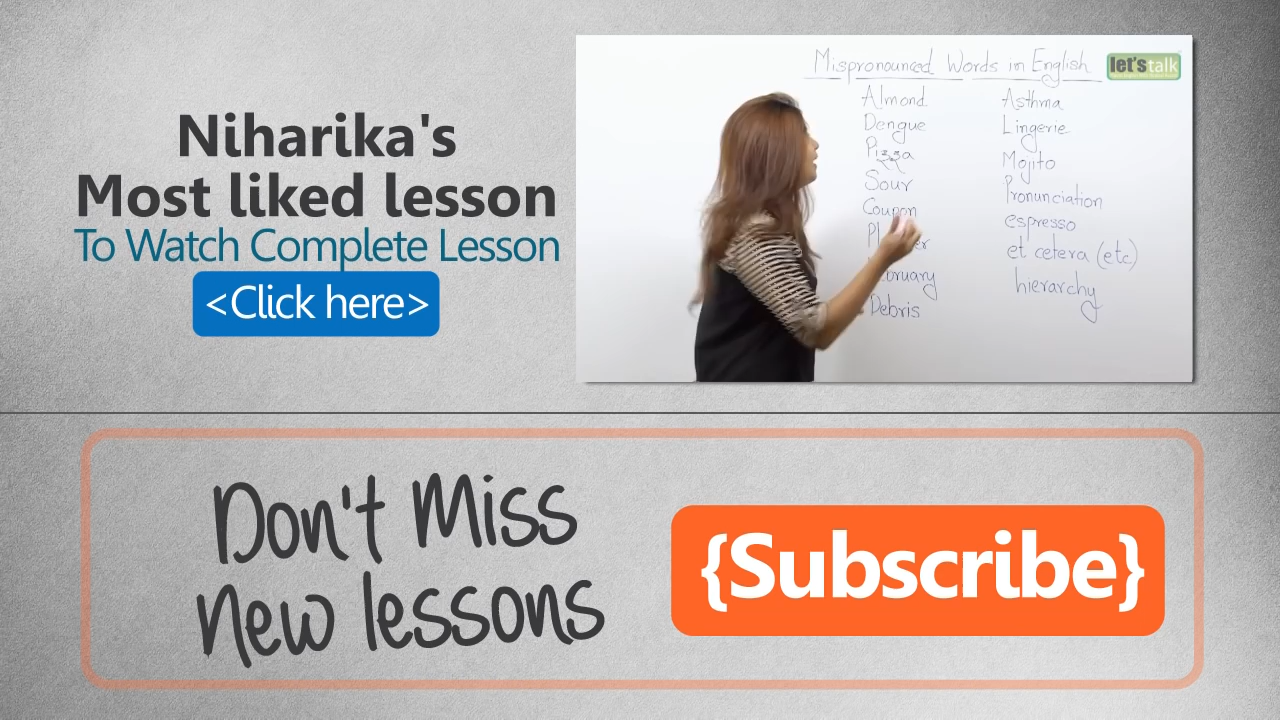 Niharika's
Most liked lesson
To Watch Complete Lesson
<Click here>
Mispronounced Words in English
let's talk
Almond
Dengue
Pizza
Sour
Coupon
Debris
Asthma
Lingerie
Mojito
Pronunciation
espresso
et cetera (etc)
hierarchy
Don't Miss
new lessons
{Subscribe}